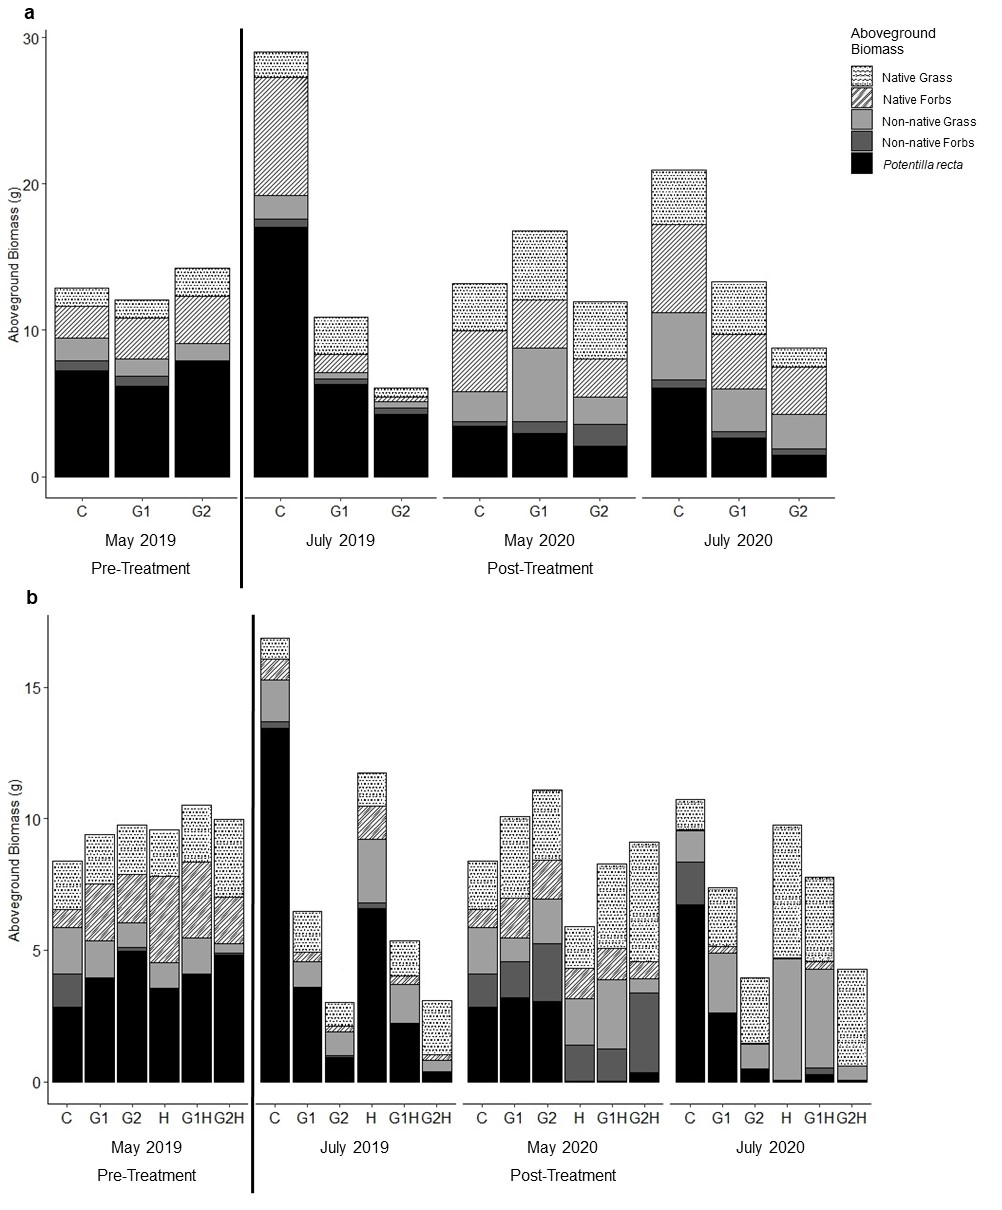 a
Aboveground
Biomass
Native Grass
Native Forbs
Non-native Grass
Non-native Forbs
Potentilla recta
Aboveground Biomass (g)
30
20
10
0
C G1 G2 C G1 G2 C G1 G2 C G1 G2
May 2019 July 2019 May 2020 July 2020
Pre-Treatment Post-Treatment
b
Aboveground Biomass (g)
15
10
5
0
C G1 G2 H G1H G2H C G1 G2 H G1H G2H C G1 G2 H G1H G2H C G1 G2 H G1H G2H
May 2019 July 2019 May 2020 July 2020
Pre-Treatment Post-Treatment